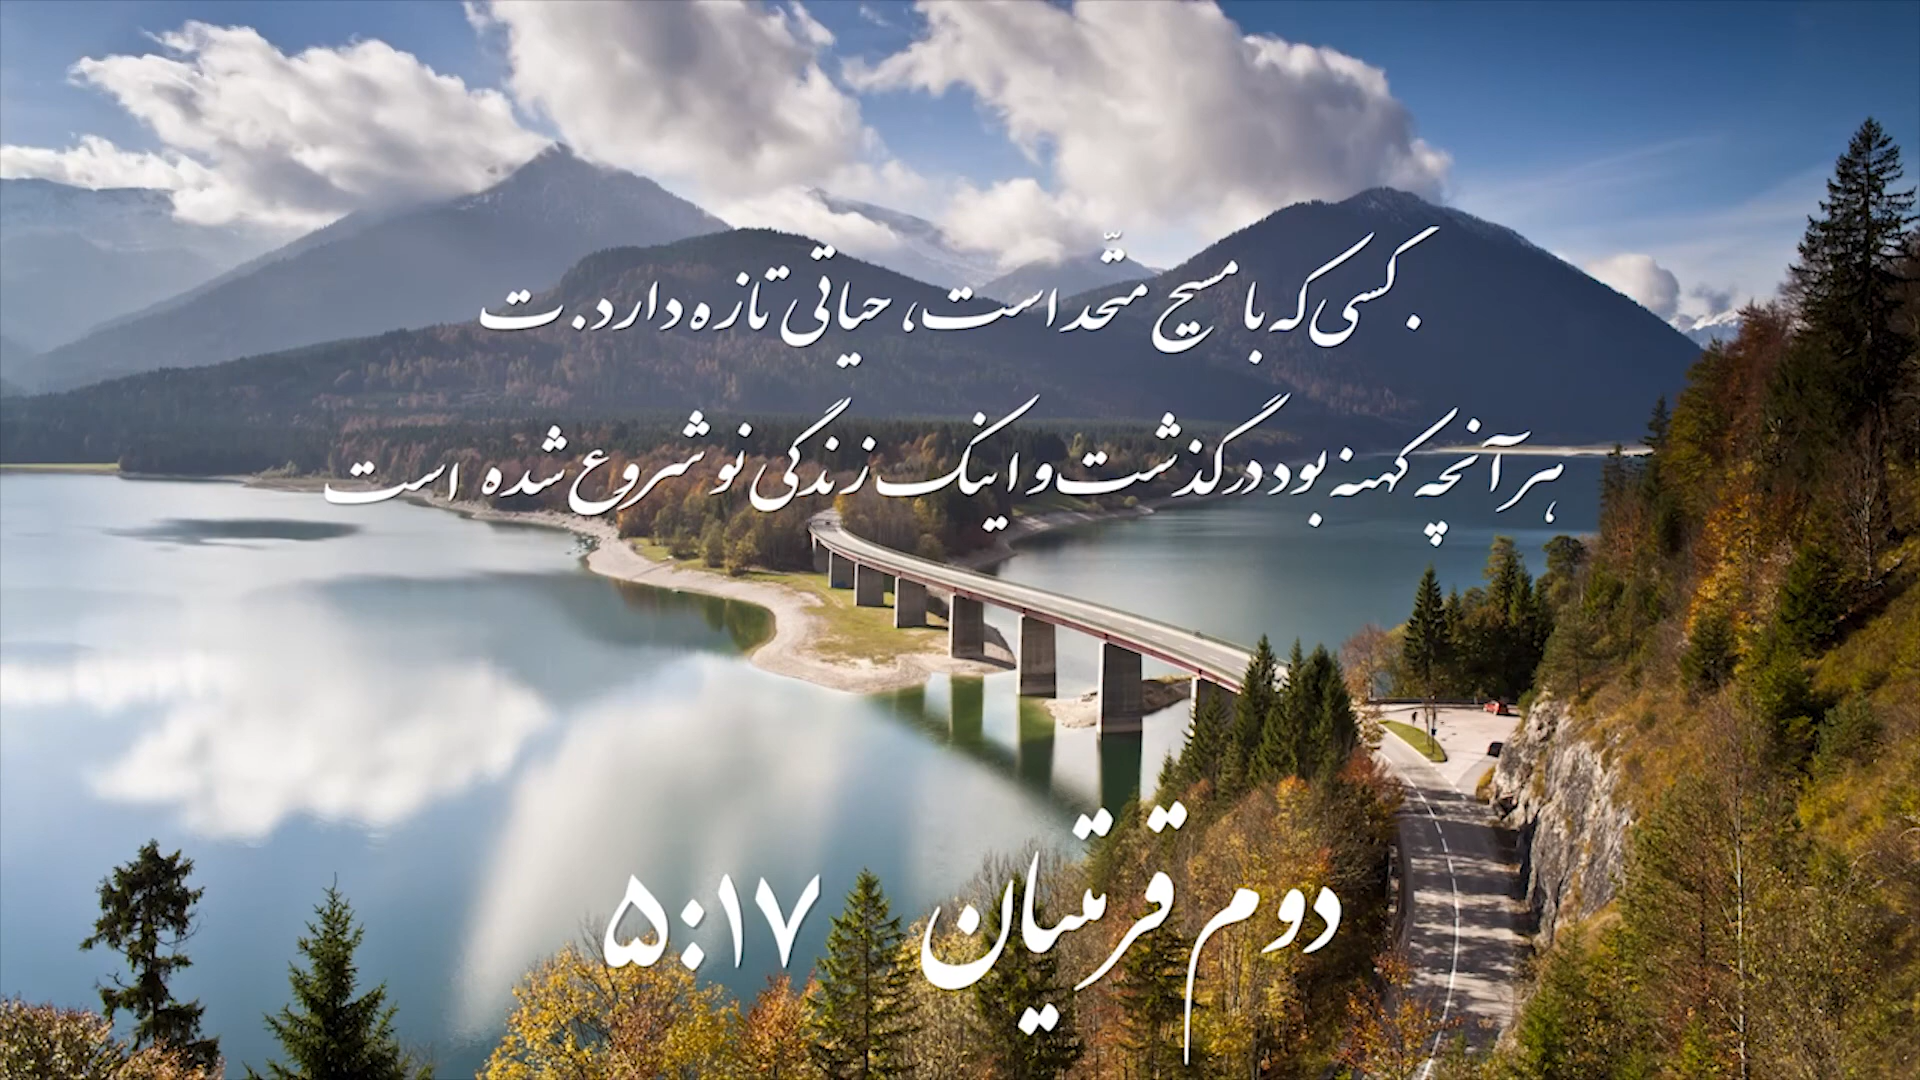 .کسی که با مسیح متّحد است، حیاتی تازه دارد.ت
هر آنچه کهنه بود درگذشت و اینک زندگی نو شروع شده است
دوم قرنتیان ۵:۱۷